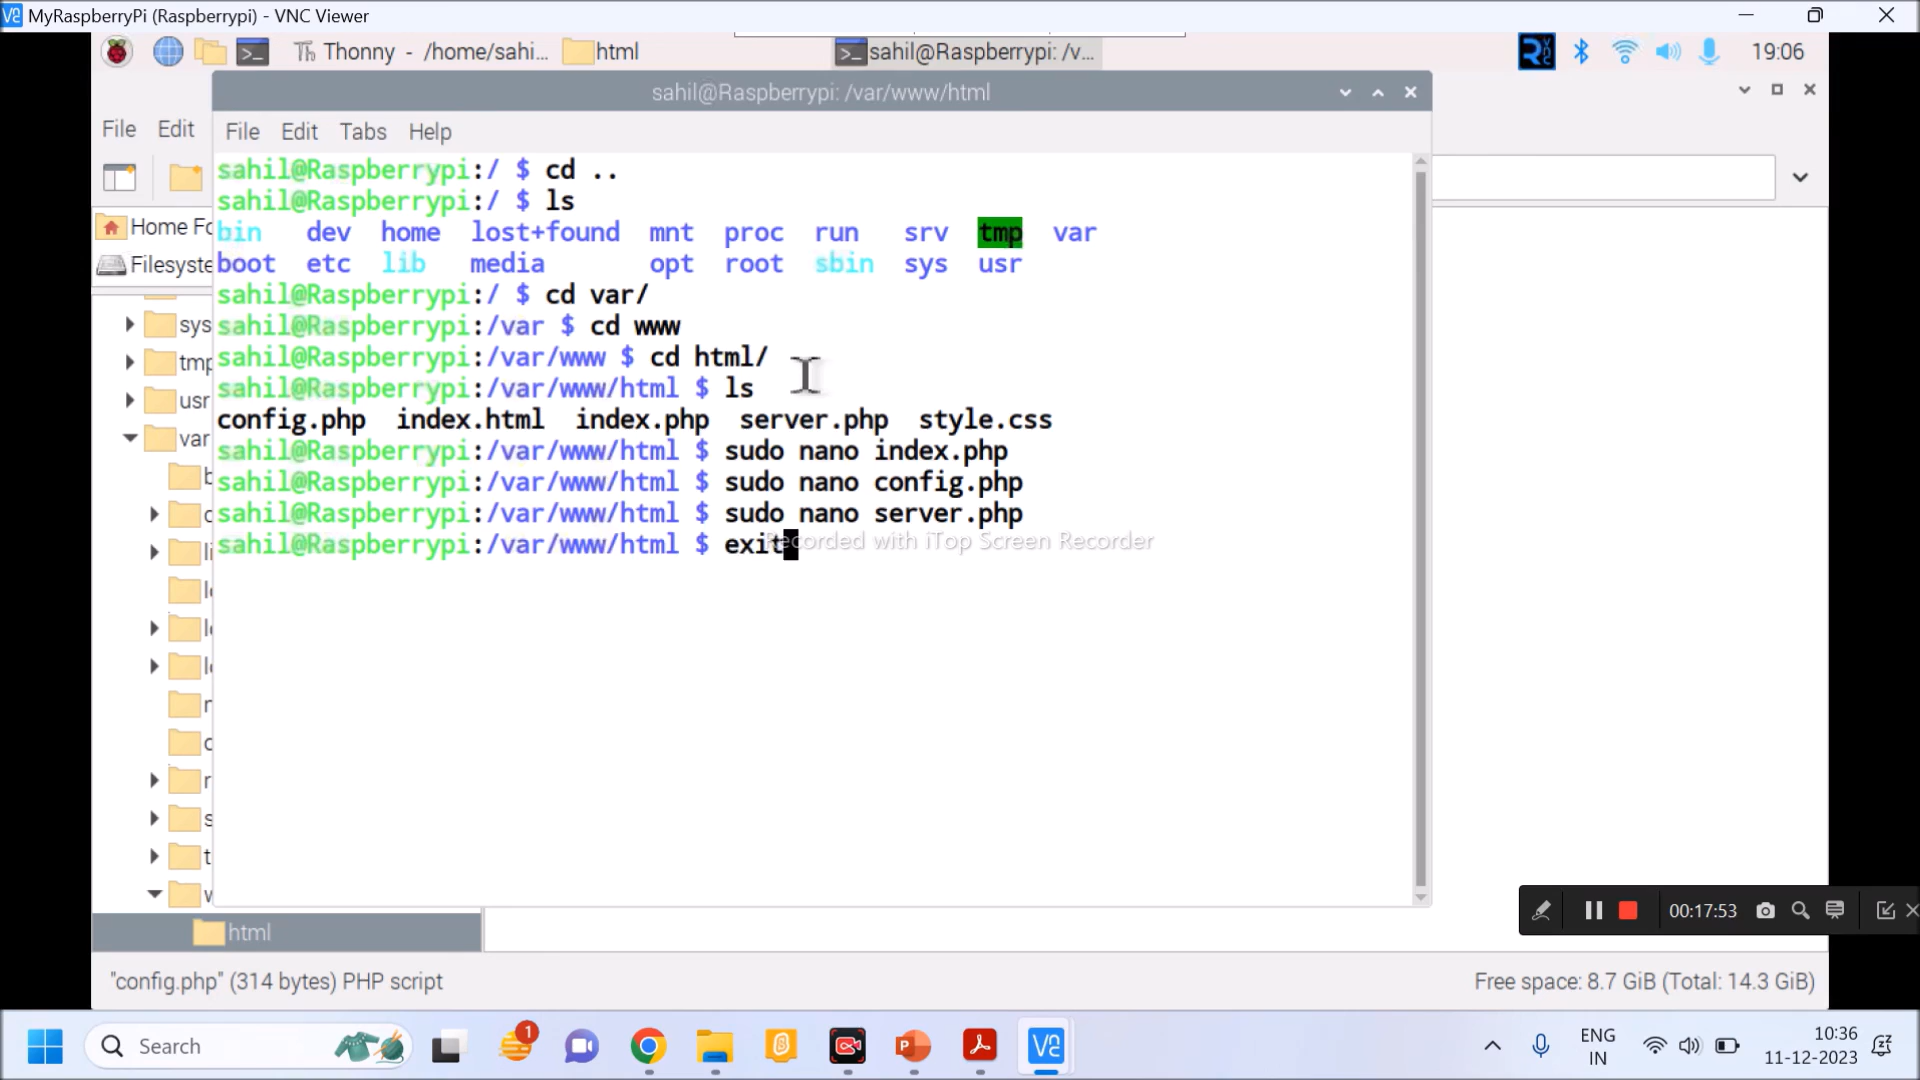 MyRaspberryPi (Raspberrypi) - VNC Viewer
Thonny - /home/sahi... html sahil@Raspberrypi: /v... 19:06
sahil@Raspberrypi: /var/www/html
File Edit
File Edit Tabs Help
sahil@Raspberrypi:/ $ cd ..
sahil@Raspberrypi:/ $ ls
bin dev home lost+found mnt proc run srv tmp var
boot etc lib media opt root sbin sys usr
sahil@Raspberrypi:/ $ cd var/
sahil@Raspberrypi:/var $ cd www
sahil@Raspberrypi:/var/www $ cd html/
sahil@Raspberrypi:/var/www/html $ ls
config.php index.html index.php server.php style.css
sahil@Raspberrypi:/var/www/html $ sudo nano index.php
sahil@Raspberrypi:/var/www/html $ sudo nano config.php
sahil@Raspberrypi:/var/www/html $ sudo nano server.php
sahil@Raspberrypi:/var/www/html $ exit
Recorded with iTop Screen Recorder
Home Fo
Filesyste
sys
tmp
usr
var
html
00:17:53
"config.php" (314 bytes) PHP script
Free space: 8.7 GiB (Total: 14.3 GiB)
Search
1
ENG
IN
10:36
11-12-2023